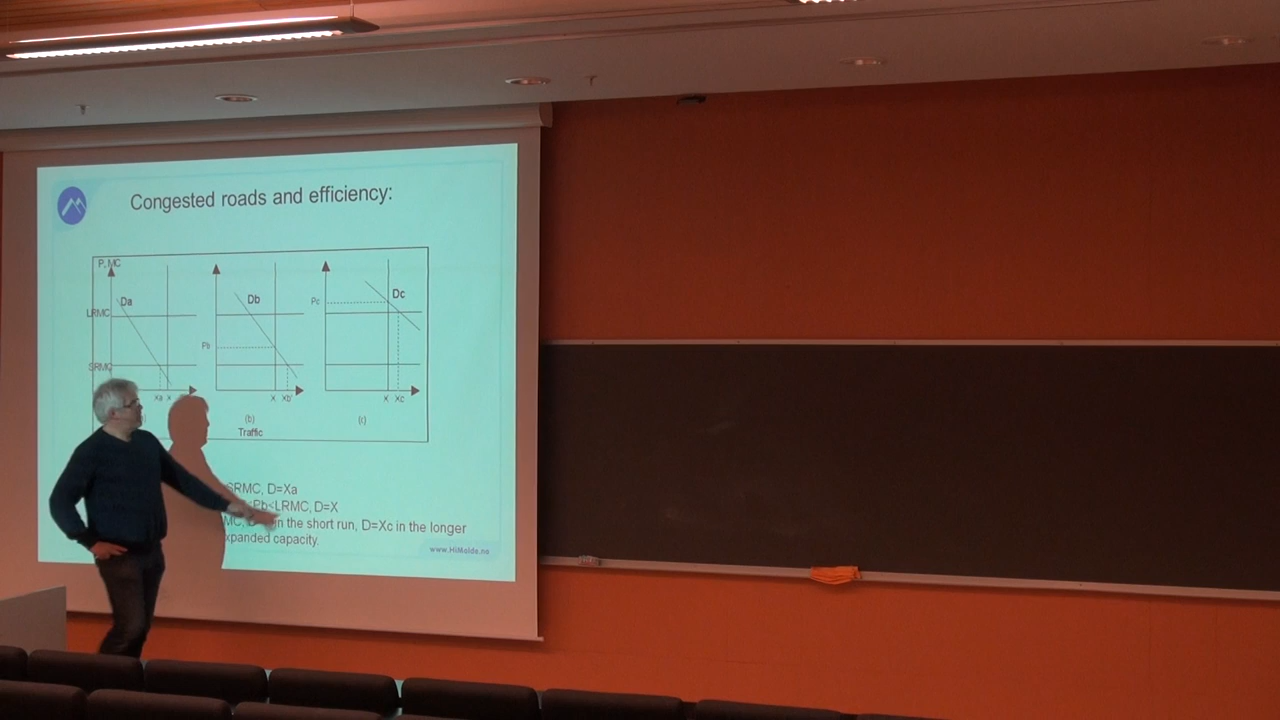 Congested roads and efficiency:
P, MC
Da
Db
Dc
Pc
LRMC
Pb
SRMC
Xa X
X Xb'
X Xc
(b)
(c)
Traffic
SRMC, D=Xa
<Pb<LRMC, D=X
in the short run, D=Xc in the longer
xpanded capacity.
www.HiMolde.no